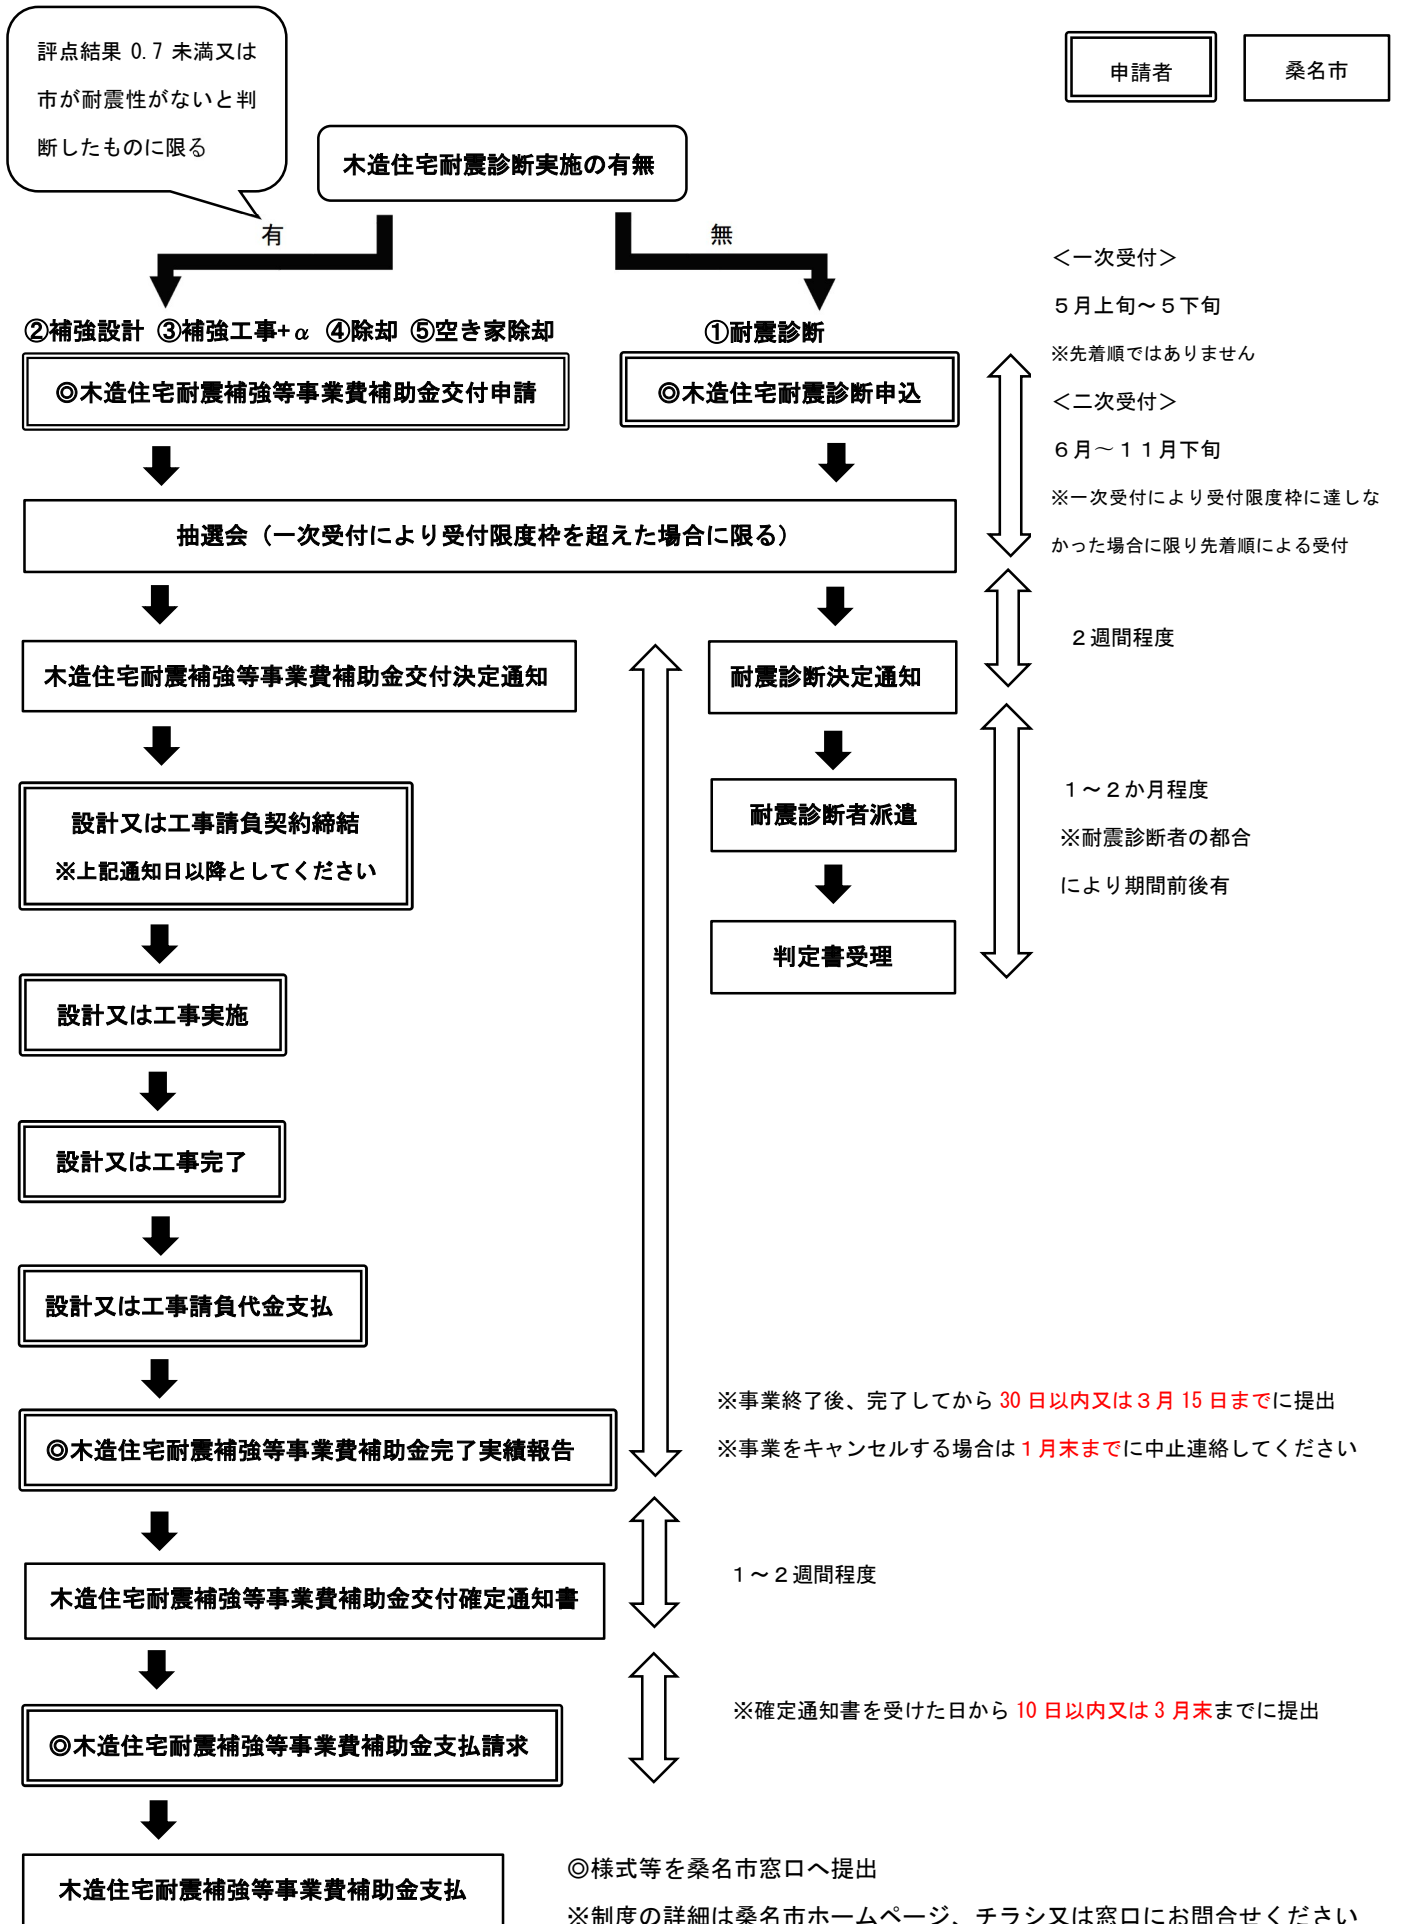 評点結果 0.7 未満又は
市が耐震性がないと判
断したものに限る
申請者
桑名市
木造住宅耐震診断実施の有無
有
無
②補強設計 ③補強工事+α ④除却 ⑤空き家除却
①耐震診断
◎木造住宅耐震補強等事業費補助金交付申請
◎木造住宅耐震診断申込
＜一次受付＞
５月上旬～５下旬
※先着順ではありません
＜二次受付＞
６月～１１月下旬
※一次受付により受付限度枠に達しな
かった場合に限り先着順による受付
抽選会（一次受付により受付限度枠を超えた場合に限る）
２週間程度
木造住宅耐震補強等事業費補助金交付決定通知
耐震診断決定通知
設計又は工事請負契約締結
※上記通知日以降としてください
耐震診断者派遣
１～２か月程度
※耐震診断者の都合
により期間前後有
判定書受理
設計又は工事実施
設計又は工事完了
設計又は工事請負代金支払
※事業終了後、完了してから 30 日以内又は３月 15 日までに提出
※事業をキャンセルする場合は１月末までに中止連絡してください
◎木造住宅耐震補強等事業費補助金完了実績報告
１～２週間程度
木造住宅耐震補強等事業費補助金交付確定通知書
※確定通知書を受けた日から 10 日以内又は 3 月末までに提出
◎木造住宅耐震補強等事業費補助金支払請求
木造住宅耐震補強等事業費補助金支払
◎様式等を桑名市窓口へ提出
※制度の詳細は桑名市ホームページ、チラシ又は窓口にお問合せください